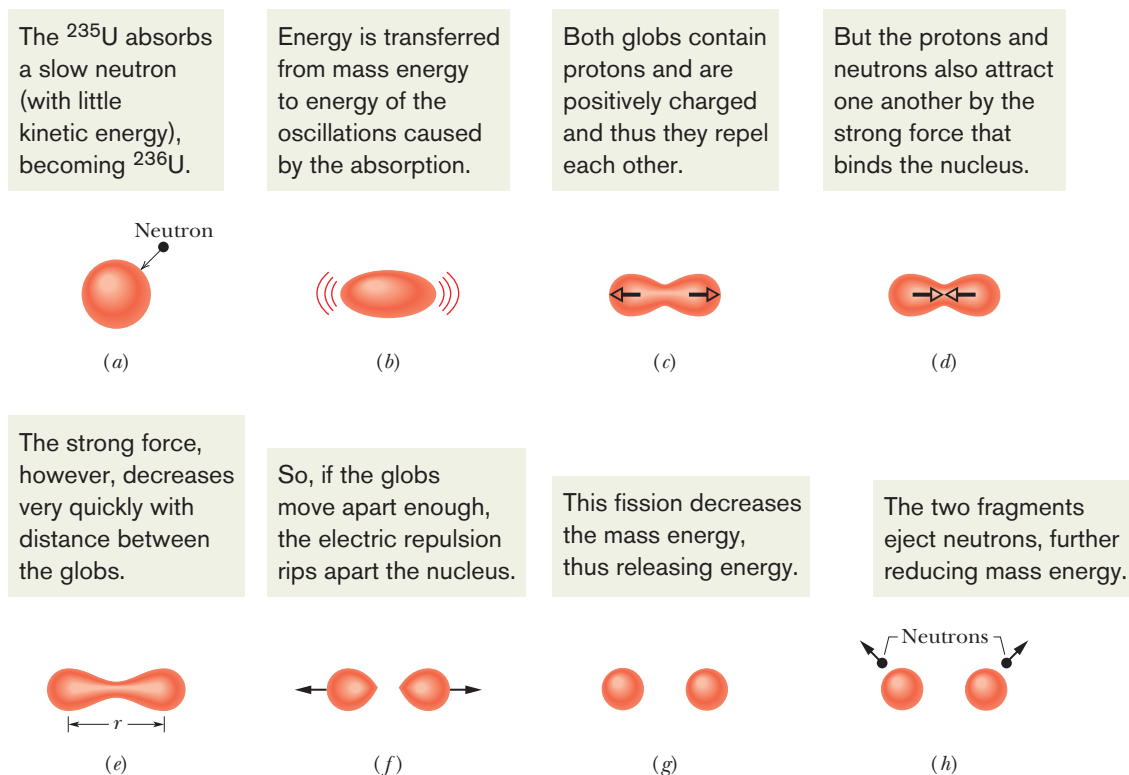 The ²³⁵U absorbs
a slow neutron
(with little
kinetic energy),
becoming ²³⁶U.
Energy is transferred
from mass energy
to energy of the
oscillations caused
by the absorption.
Both globs contain
protons and are
positively charged
and thus they repel
each other.
But the protons and
neutrons also attract
one another by the
strong force that
binds the nucleus.
Neutron
(a)
(b)
(c)
(d)
The strong force,
however, decreases
very quickly with
distance between
the globs.
So, if the globs
move apart enough,
the electric repulsion
rips apart the nucleus.
This fission decreases
the mass energy,
thus releasing energy.
The two fragments
eject neutrons, further
reducing mass energy.
r
Neutrons
(e)
(f)
(g)
(h)